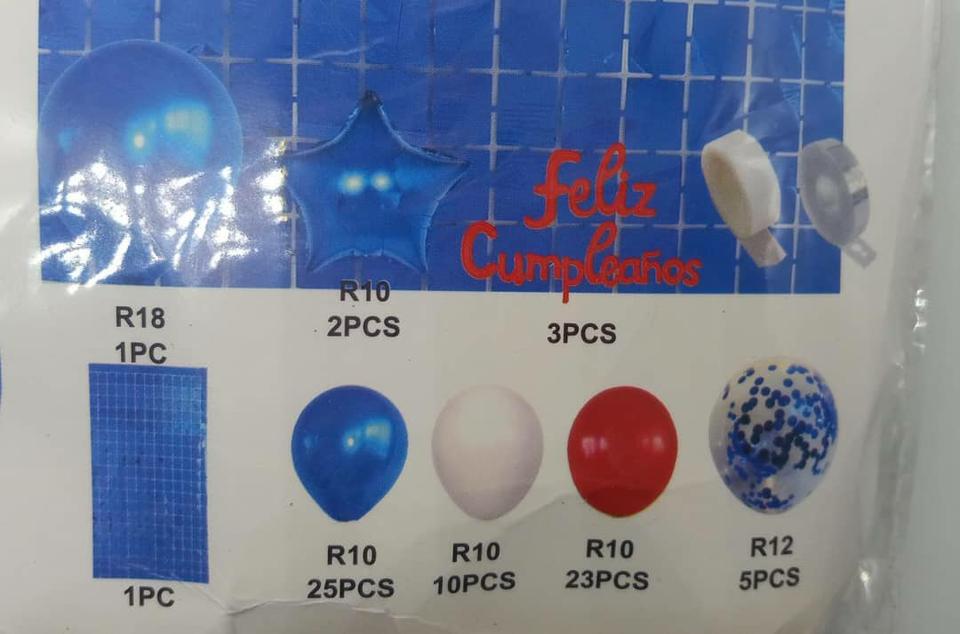 feliz
Cumpleaños
R18
1PC
R10
2PCS
3PCS
1PC
R10
25PCS
R10
10PCS
R10
23PCS
R12
5PCS